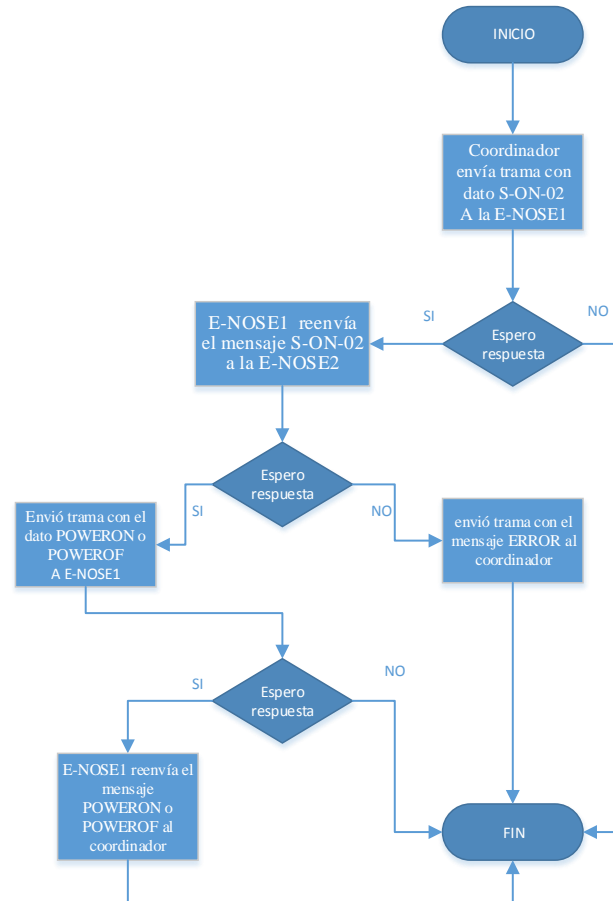 INICIO
Coordinador
envía trama con
dato S-ON-02
A la E-NOSE1
Espero
respuesta
SI
NO
E-NOSE1 reenvía
el mensaje S-ON-02
a la E-NOSE2
Espero
respuesta
SI
NO
Envió trama con el
dato POWERON o
POWEROF
A E-NOSE1
envió trama con el
mensaje ERROR al
coordinador
Espero
respuesta
SI
NO
E-NOSE1 reenvía el
mensaje
POWERON o
POWEROF al
coordinador
FIN